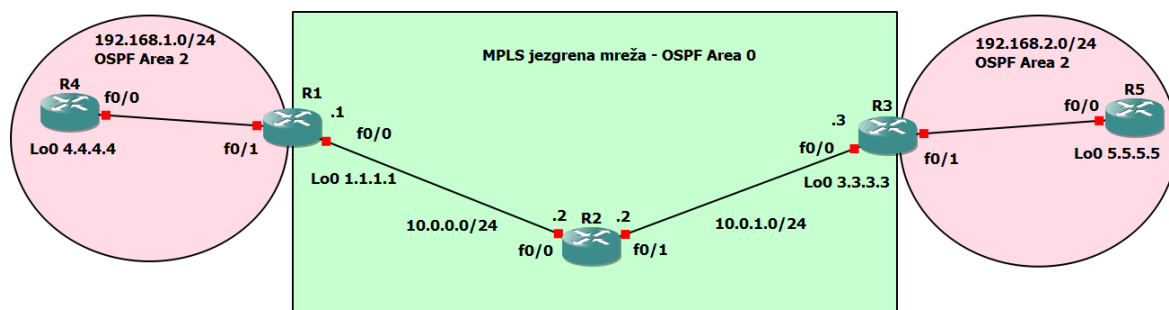 192.168.1.0/24
OSPF Area 2
R4
f0/0
Lo0 4.4.4.4
f0/1
R1
.1
f0/0
Lo0 1.1.1.1
MPLS jezgrena mreža - OSPF Area 0
10.0.0.0/24
.2
R2
.2
f0/0
f0/1
10.0.1.0/24
R3
.3
f0/0
Lo0 3.3.3.3
f0/1
192.168.2.0/24
OSPF Area 2
R5
f0/0
Lo0 5.5.5.5